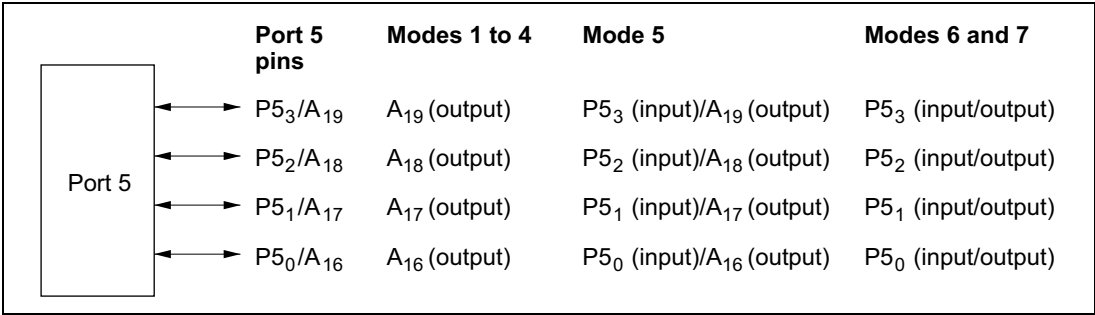 Port 5 pins Modes 1 to 4 Mode 5 Modes 6 and 7
P5₃/A₁₉ A₁₉ (output) P5₃ (input)/A₁₉ (output) P5₃ (input/output)
P5₂/A₁₈ A₁₈ (output) P5₂ (input)/A₁₈ (output) P5₂ (input/output)
Port 5
P5₁/A₁₇ A₁₇ (output) P5₁ (input)/A₁₇ (output) P5₁ (input/output)
P5₀/A₁₆ A₁₆ (output) P5₀ (input)/A₁₆ (output) P5₀ (input/output)